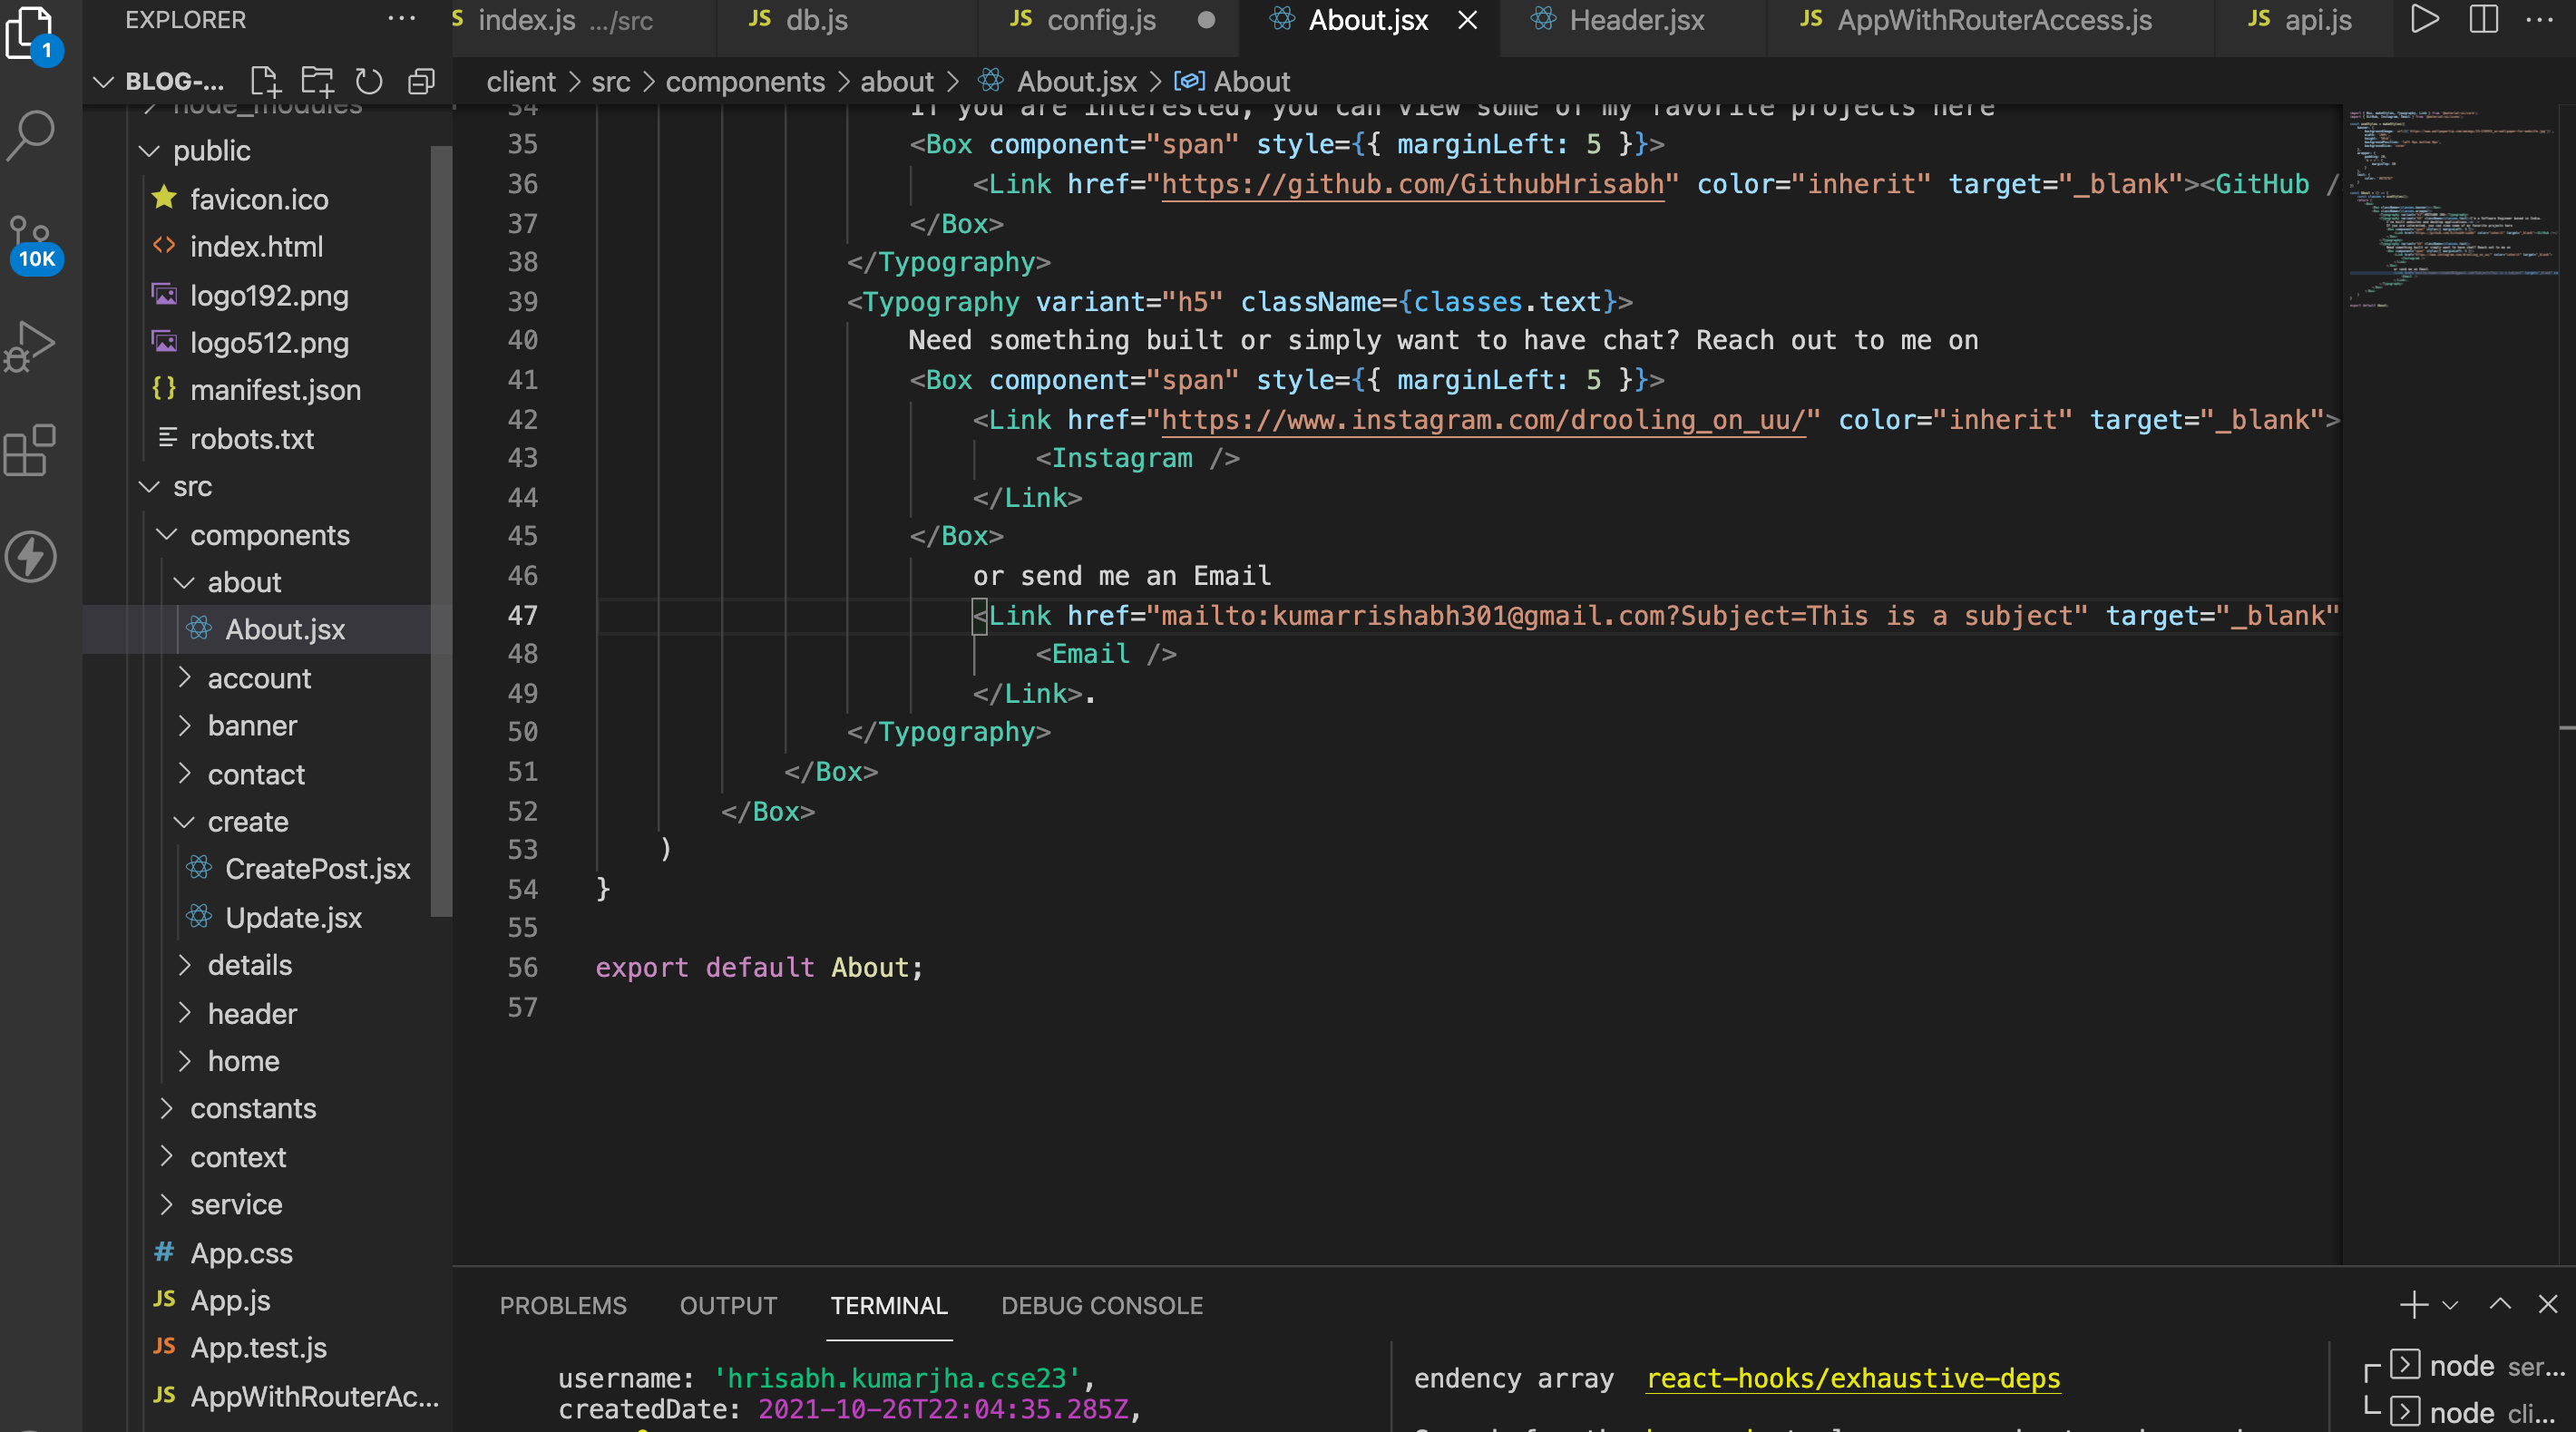 EXPLORER
index.js .../src
JS db.js
JS config.js
About.jsx
Header.jsx
JS AppWithRouterAccess.js
JS api.js
1
10K
BLOG-...
node_modules
public
favicon.ico
index.html
logo192.png
logo512.png
manifest.json
robots.txt
src
components
about
About.jsx
account
banner
contact
create
CreatePost.jsx
Update.jsx
details
header
home
constants
context
service
# App.css
JS App.js
JS App.test.js
JS AppWithRouterAc...
client > src > components > about > About.jsx > About
34 If you are interested, you can view some of my favorite projects here
35 <Box component="span" style={{ marginLeft: 5 }}>
36 <Link href="https://github.com/GithubHrisabh" color="inherit" target="_blank"><GitHub /
37 </Box>
38 </Typography>
39 <Typography variant="h5" className={classes.text}>
40 Need something built or simply want to have chat? Reach out to me on
41 <Box component="span" style={{ marginLeft: 5 }}>
42 <Link href="https://www.instagram.com/drooling_on_uu/" color="inherit" target="_blank">
43 <Instagram />
44 </Link>
45 </Box>
46 or send me an Email
47 <Link href="mailto:kumarrishabh301@gmail.com?Subject=This is a subject" target="_blank"
48 <Email />
49 </Link>.
50 </Typography>
51 </Box>
52 </Box>
53 )
54 }
55
56 export default About;
57
PROBLEMS OUTPUT TERMINAL DEBUG CONSOLE
username: 'hrisabh.kumarjha.cse23',
createdDate: 2021-10-26T22:04:35.285Z,
endency array react-hooks/exhaustive-deps
node ser...
node cli...